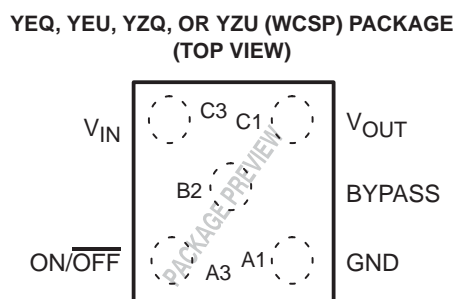 YEQ, YEU, YZQ, OR YZU (WCSP) PACKAGE
(TOP VIEW)
VIN C3 C1 VOUT
B2 BYPASS
ON/OFF A3 A1 GND
PACKAGE PREVIEW